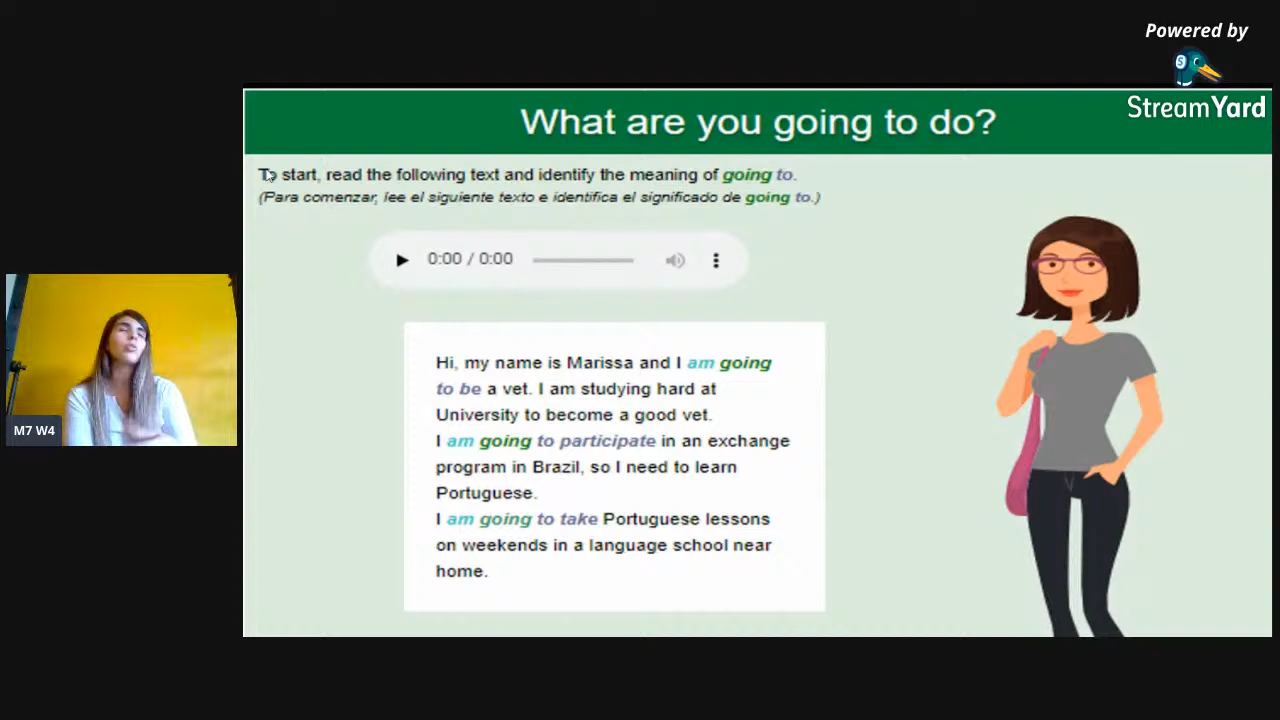 Powered by
StreamYard
What are you going to do?
To start, read the following text and identify the meaning of going to.
(Para comenzar, lee el siguiente texto e identifica el significado de going to.)
0:00 / 0:00
Hi, my name is Marissa and I am going
to be a vet. I am studying hard at
University to become a good vet.
I am going to participate in an exchange
program in Brazil, so I need to learn
Portuguese.
I am going to take Portuguese lessons
on weekends in a language school near
home.
M7 W4